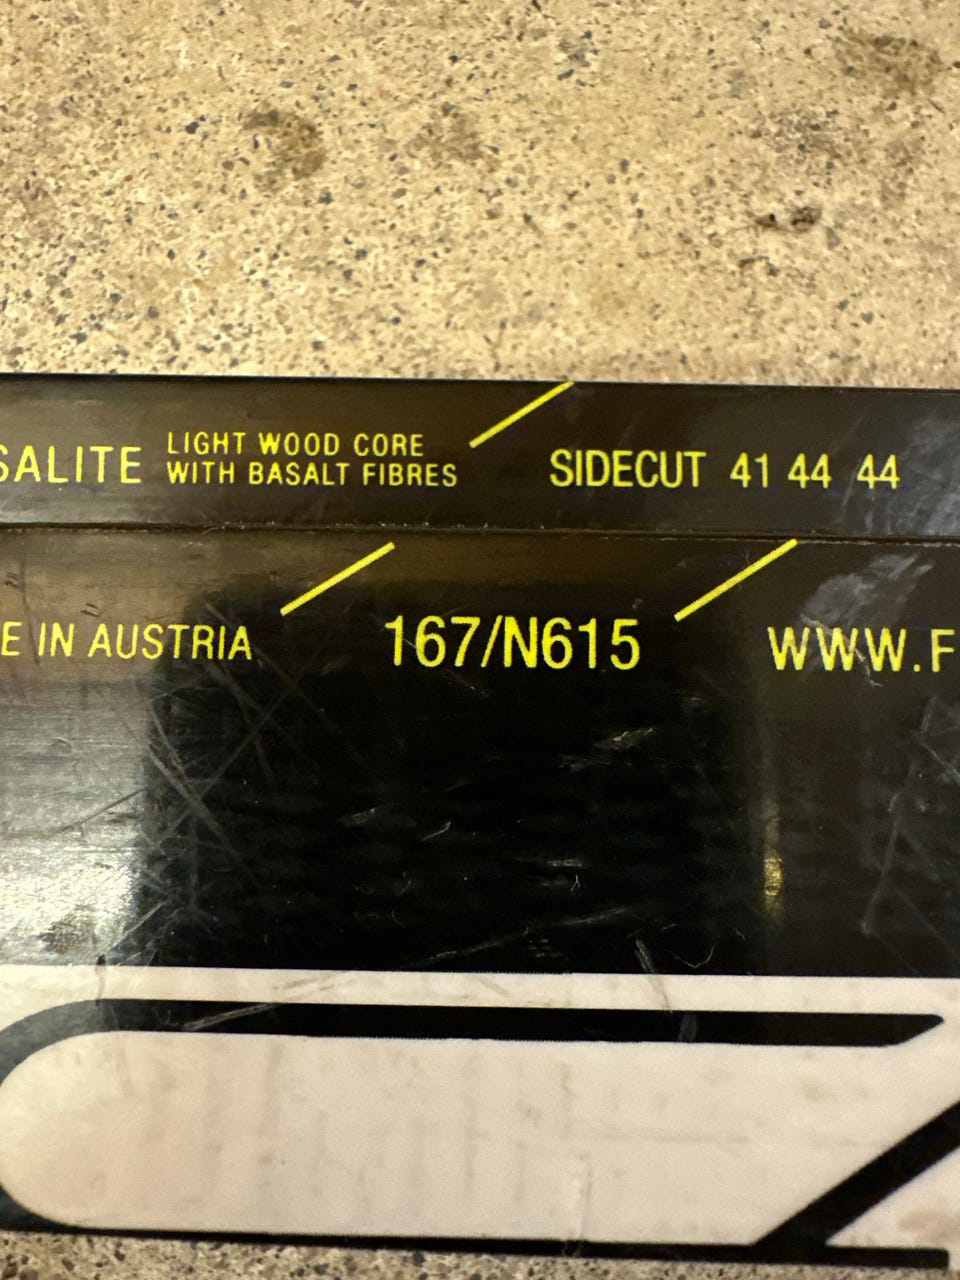 SALITE LIGHT WOOD CORE
WITH BASALT FIBRES
SIDECUT 41 44 44
E IN AUSTRIA 167/N615 WWW.F